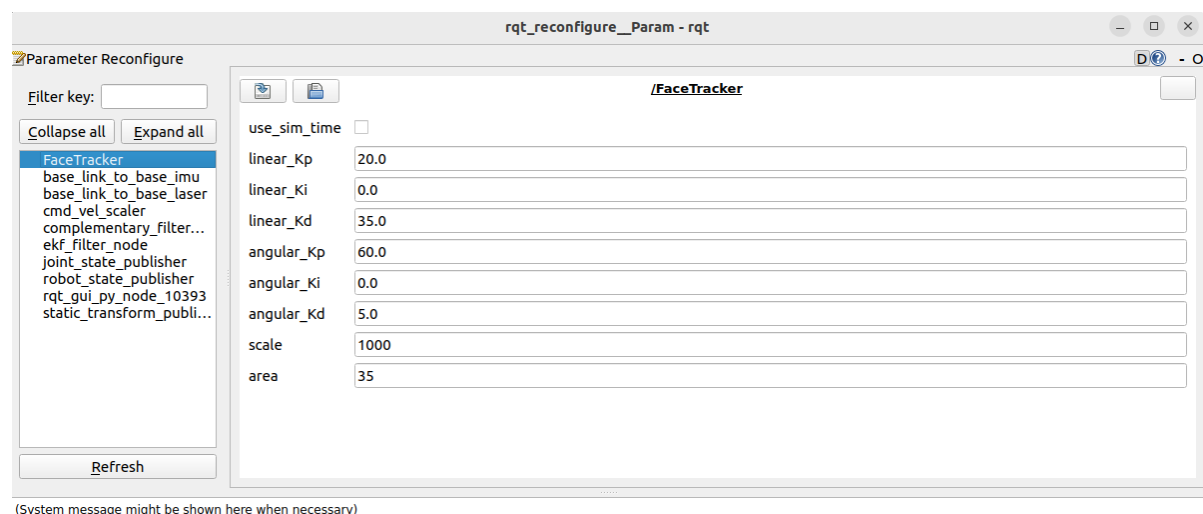 rqt_reconfigure__Param - rqt
Parameter Reconfigure
D - O
Filter key:
/FaceTracker
Collapse all Expand all
use_sim_time
FaceTracker
linear_Kp 20.0
base_link_to_base_imu
base_link_to_base_laser
linear_Ki 0.0
cmd_vel_scaler
complementary_filter...
linear_Kd 35.0
ekf_filter_node
angular_Kp 60.0
joint_state_publisher
robot_state_publisher
angular_Ki 0.0
rqt_gui_py_node_10393
static_transform_publi...
angular_Kd 5.0
scale 1000
area 35
Refresh
(System message might be shown here when necessary)